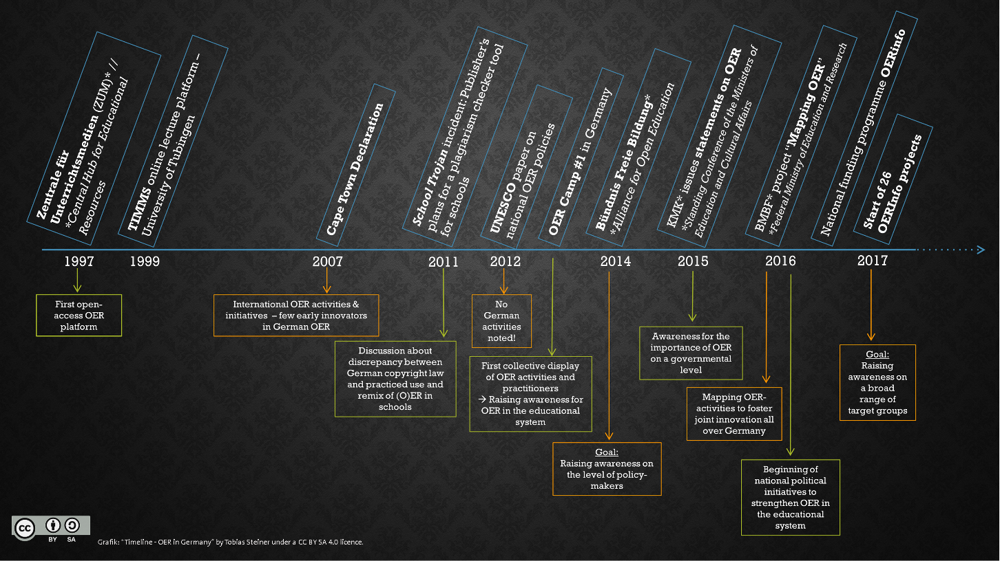 Zentrale für
Unterrichtsmedien (ZUM)* //
*Central Hub for Educational
Resources
TIMMS online lecture platform –
University of Tubingen
Cape Town Declaration
School Trojan incident: Publisher's
plans for a plagiarism checker tool
for schools
UNESCO paper on
national OER policies
OER Camp #1 in Germany
Bündnis Freie Bildung*
*Alliance for Open Education
KMK* issues statements on OER
*Standing Conference of the Ministers of
Education and Cultural Affairs
BMBF* project "Mapping OER"
*Federal Ministry of Education and Research
National funding programme OERinfo
Start of 26
OERInfo projects
1997
1999
2007
2011
2012
2014
2015
2016
2017
First open-
access OER
platform
International OER activities &
initiatives – few early innovators
in German OER
Discussion about
discrepancy between
German copyright law
and practiced use and
remix of (O)ER in
schools
No
German
activities
noted!
First collective display
of OER activities and
practitioners
→ Raising awareness for
OER in the educational
system
Goal:
Raising awareness on
the level of policy-
makers
Awareness for the
importance of OER
on a governmental
level
Mapping OER-
activities to foster
joint innovation all
over Germany
Beginning of
national political
initiatives to
strengthen OER in
the educational
system
Goal:
Raising
awareness on
a broad
range of
target groups
cc
BY SA
Grafik: "Timeline - OER in Germany" by Tobias Steiner under a CC BY SA 4.0 licence.